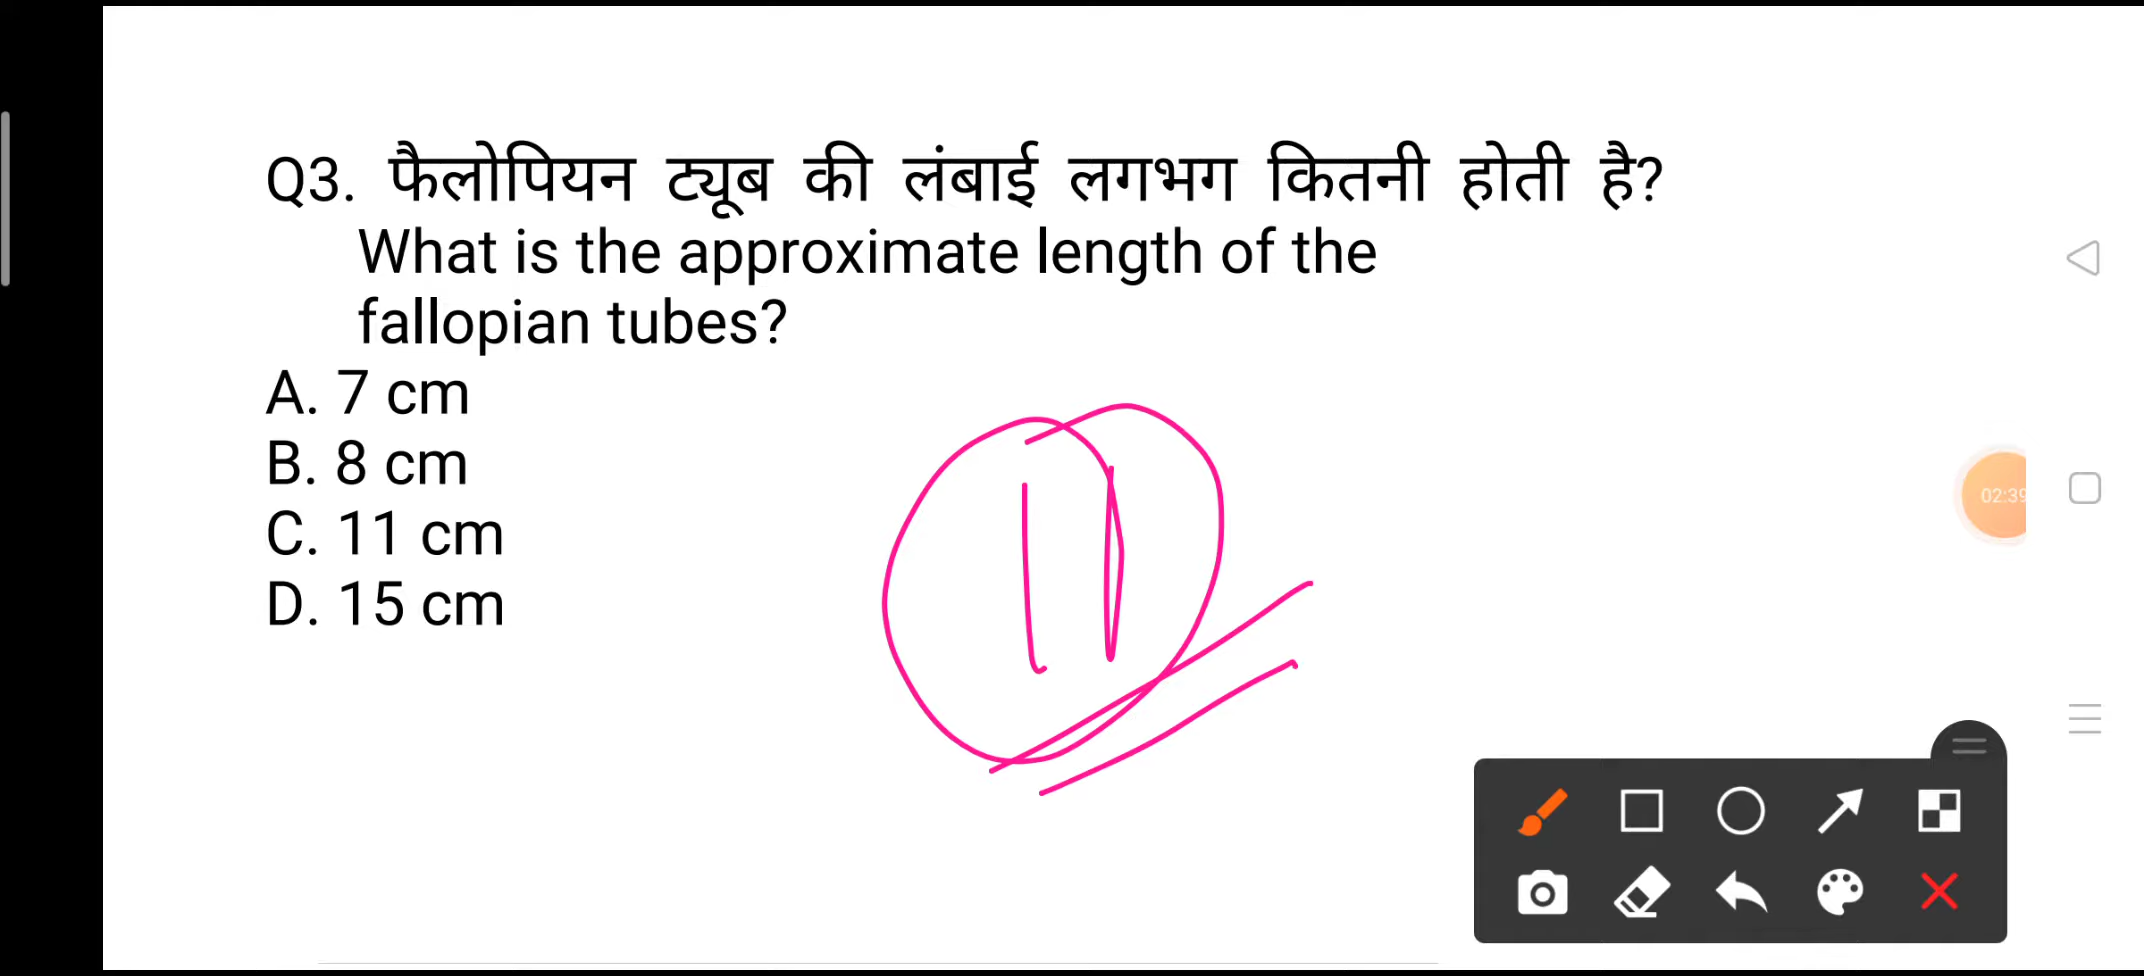 Q3. फैलोपियन ट्यूब की लंबाई लगभग कितनी होती है?
What is the approximate length of the
fallopian tubes?
A. 7 cm
B. 8 cm
C. 11 cm
D. 15 cm
11
02:39